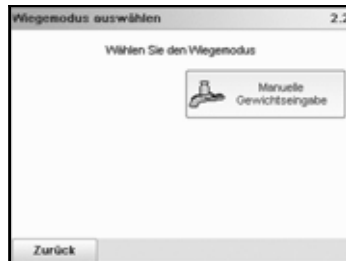 Wiegemodus auswählen 2.2
Wählen Sie den Wiegemodus
Manuelle
Gewichtseingabe
Zurück